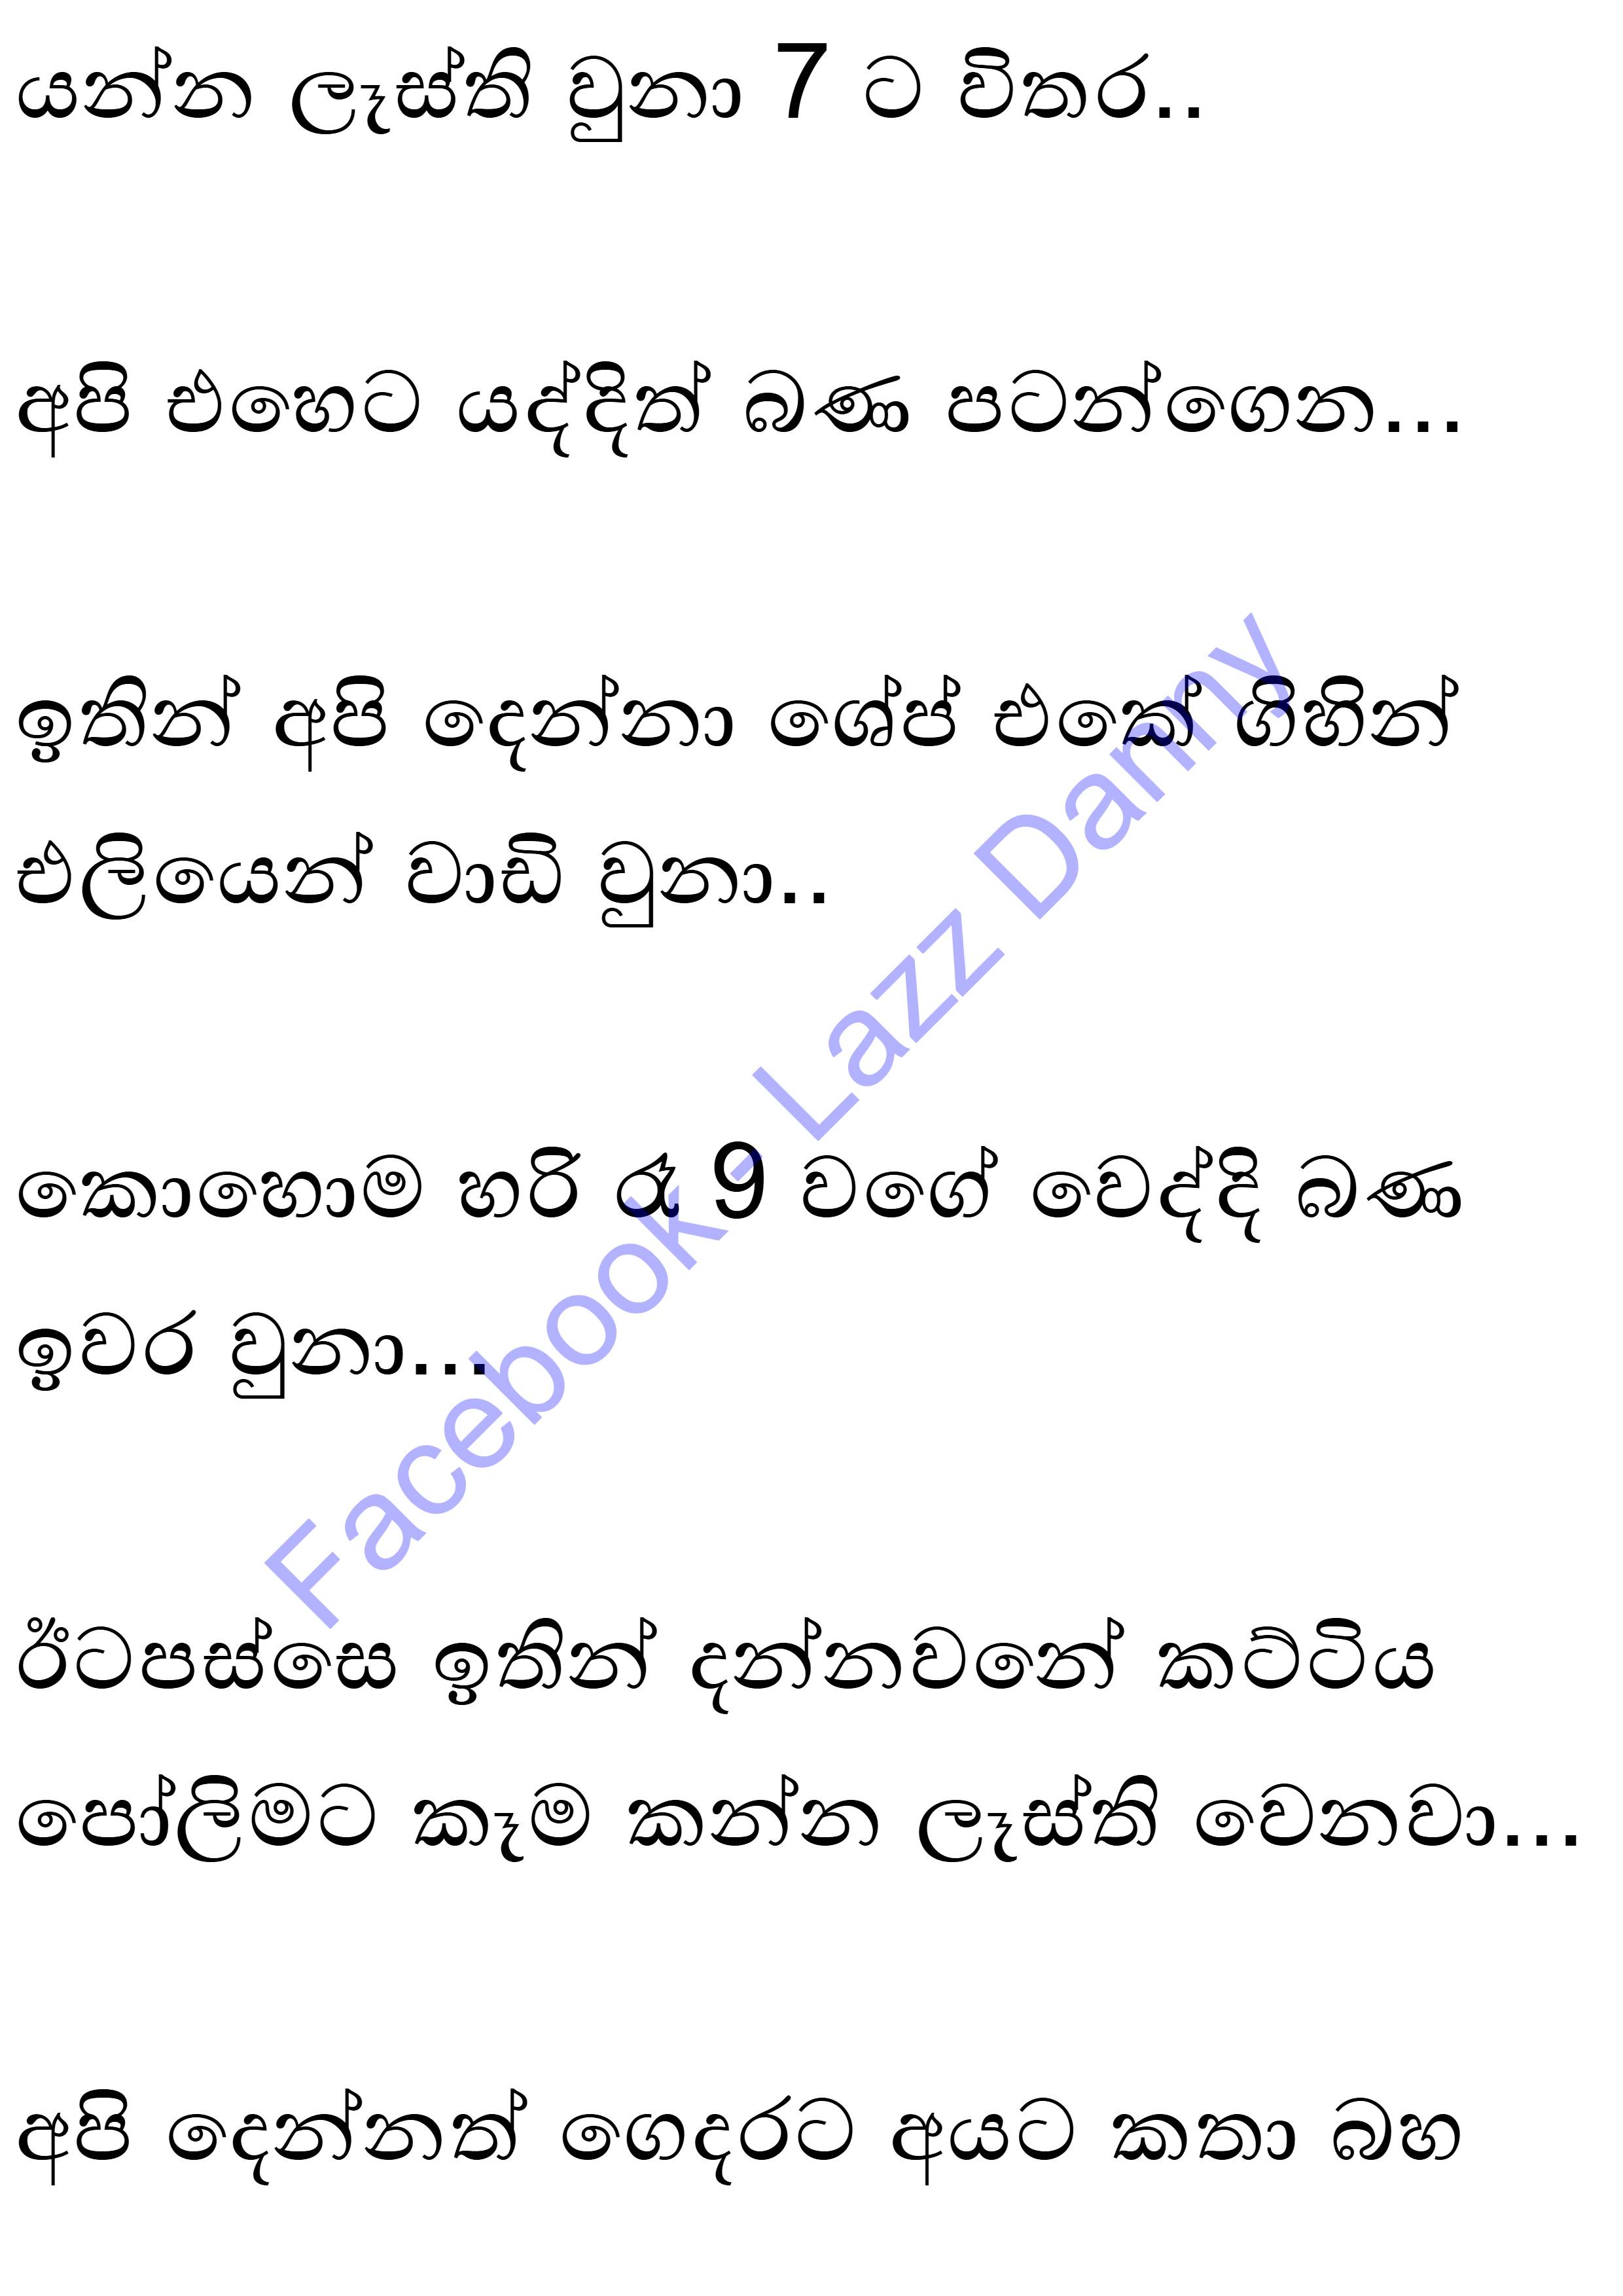 යන්න ලෑස්ති වුනා 7 ට විතර..
අපි එහෙට යද්දින් බණ පටන්ගෙන...
ඉතින් අපි දෙන්නා ශේප් එකේ ගිහින්
එලියෙන් වාඩි වුනා..
කොහොම හරි රෑ 9 වගේ වෙද්දි බණ
ඉවර වුනා...
ඊටපස්සෙ ඉතින් දන්නවනේ කට්ටිය
පෝලිමට කෑම කන්න ලෑස්ති වෙනවා...
අපි දෙන්නත් ගෙදරට අයට කතා බහ
Facebook - Lazz Danny